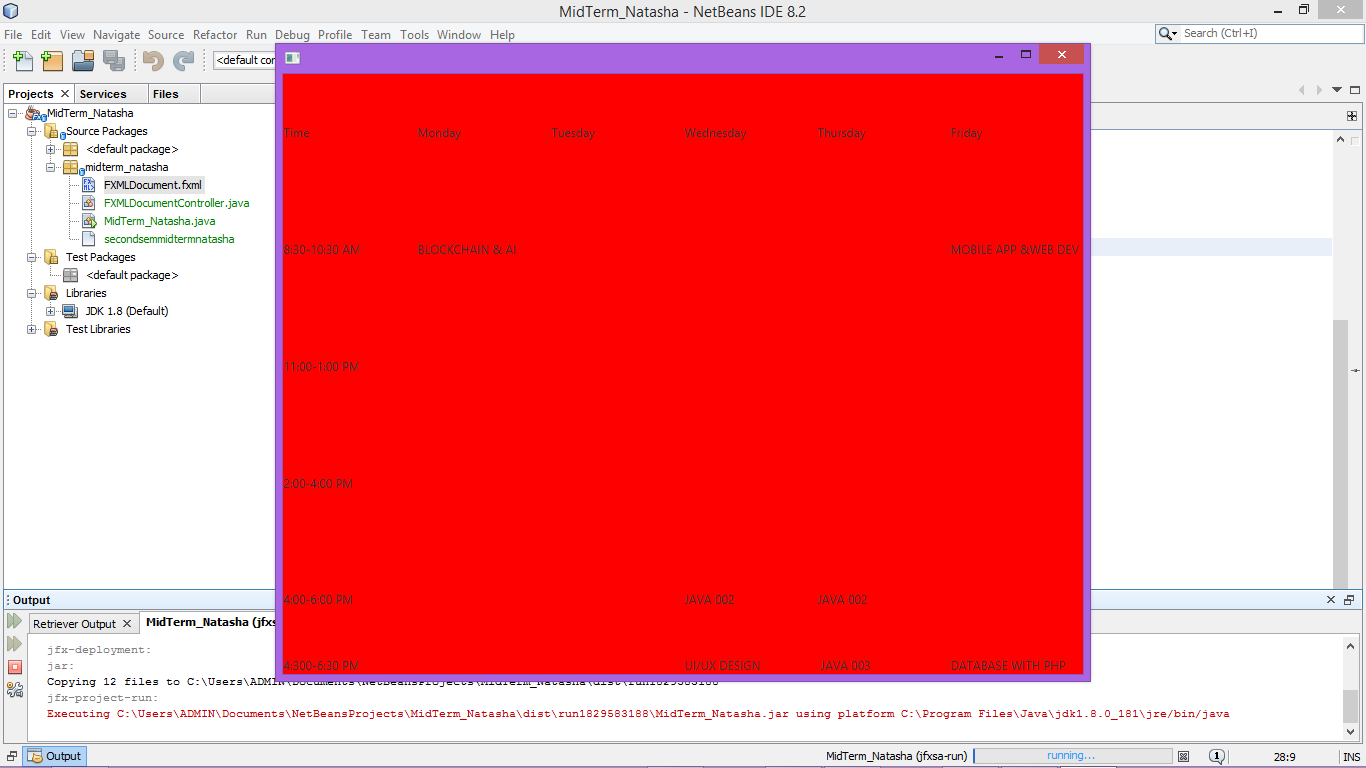 MidTerm_Natasha - NetBeans IDE 8.2
File Edit View Navigate Source Refactor Run Debug Profile Team Tools Window Help
Search (Ctrl+I)
<default con
Projects Services Files
MidTerm_Natasha
Source Packages
<default package>
midterm_natasha
FXMLDocument.fxml
FXMLDocumentController.java
MidTerm_Natasha.java
secondsemmidtermnatasha
Test Packages
<default package>
Libraries
JDK 1.8 (Default)
Test Libraries
Time Monday Tuesday Wednesday Thursday Friday
8:30-10:30 AM BLOCKCHAIN & AI MOBILE APP &WEB DEV
11:00-1:00 PM
2:00-4:00 PM
4:00-6:00 PM JAVA 002 JAVA 002
4:300-6:30 PM UI/UX DESIGN JAVA 003 DATABASE WITH PHP
Output
Retriever Output MidTerm_Natasha (jfxs
jfx-deployment:
jar:
Copying 12 files to C:\Users\ADMIN\Documents\NetBeansProjects\MidTerm_Natasha\dist\run1829583188
jfx-project-run:
Executing C:\Users\ADMIN\Documents\NetBeansProjects\MidTerm_Natasha\dist\run1829583188\MidTerm_Natasha.jar using platform C:\Program Files\Java\jdk1.8.0_181\jre/bin/java
Output MidTerm_Natasha (jfxsa-run) running... 1 28:9 INS